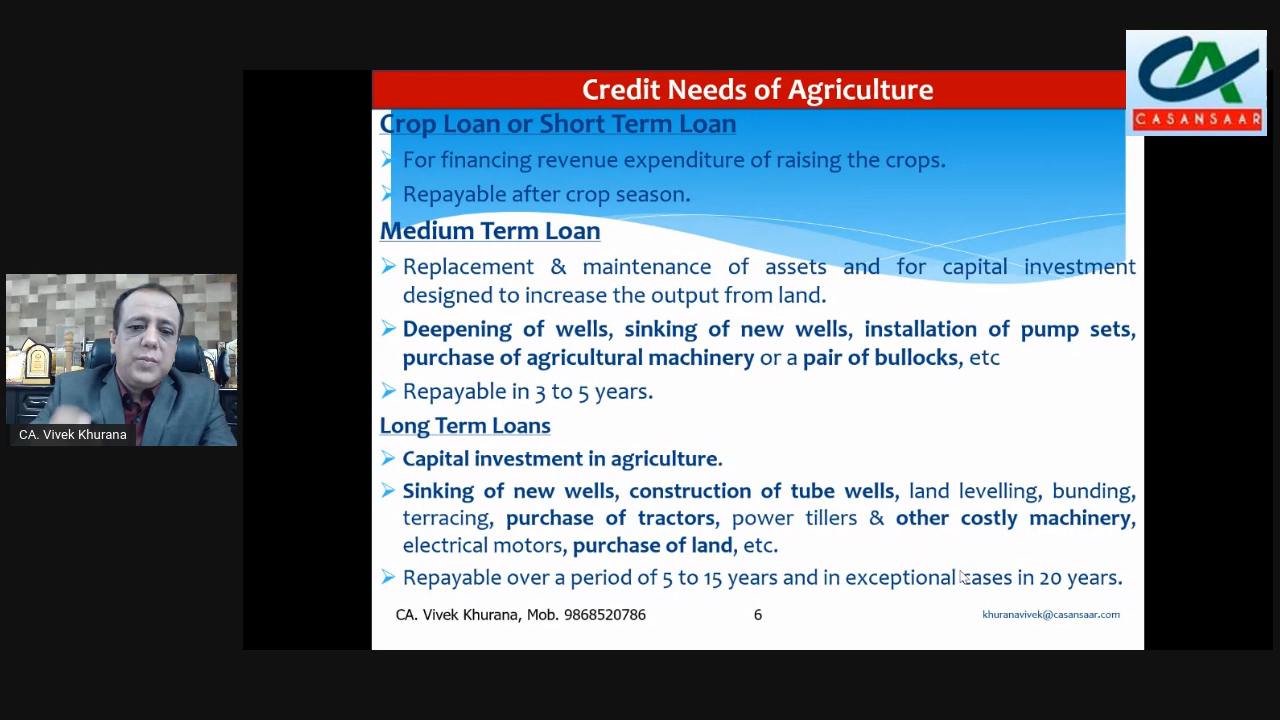 Credit Needs of Agriculture
CASANSAAR
Crop Loan or Short Term Loan
For financing revenue expenditure of raising the crops.
Repayable after crop season.
Medium Term Loan
Replacement & maintenance of assets and for capital investment
designed to increase the output from land.
Deepening of wells, sinking of new wells, installation of pump sets,
purchase of agricultural machinery or a pair of bullocks, etc
Repayable in 3 to 5 years.
Long Term Loans
Capital investment in agriculture.
Sinking of new wells, construction of tube wells, land levelling, bunding,
terracing, purchase of tractors, power tillers & other costly machinery,
electrical motors, purchase of land, etc.
Repayable over a period of 5 to 15 years and in exceptional cases in 20 years.
CA. Vivek Khurana, Mob. 9868520786 6 khuranavivek@casansaar.com
CA. Vivek Khurana